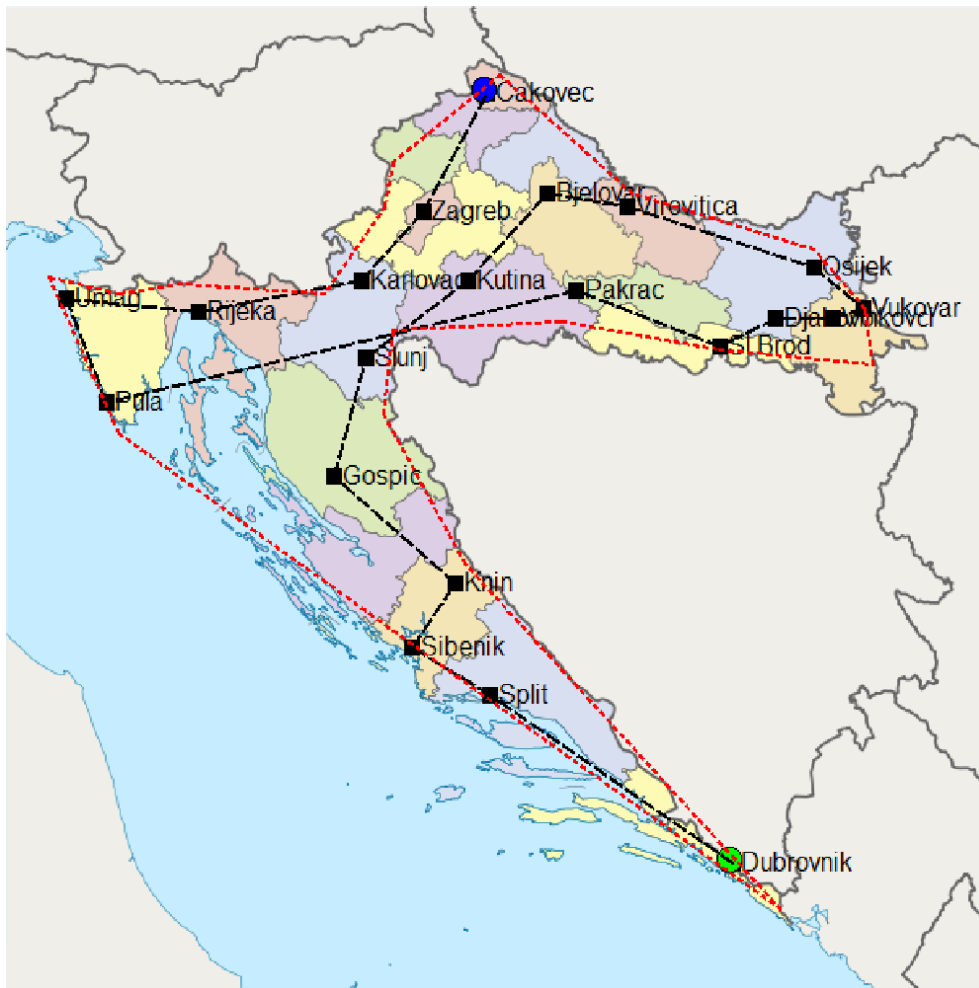 Cakovec
Bjelovar
Virovitica
Zagreb
Osijek
Karlovac
Kutina
Pakrac
Umag
Rijeka
Vukovar
Djakovo
Vinkovci
Sl Brod
Slunj
Pula
Gospic
Knin
Sibenik
Split
Dubrovnik